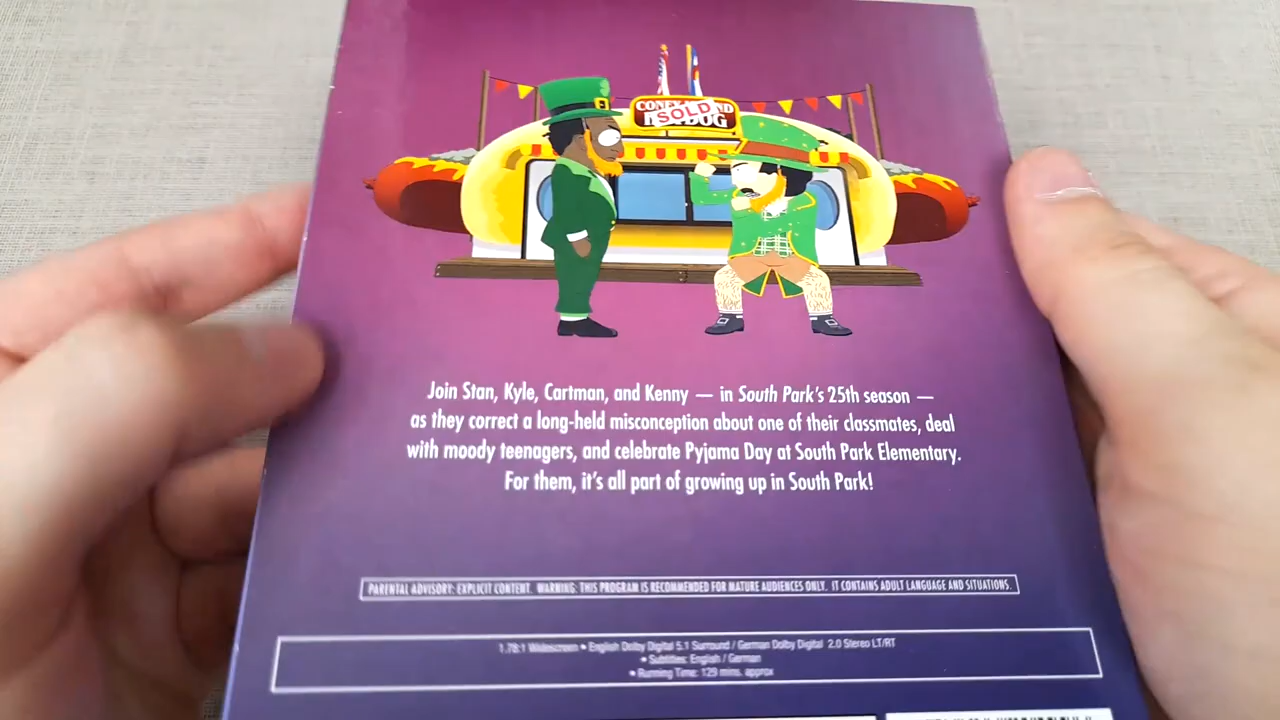 CONEY
SOLD
Join Stan, Kyle, Cartman, and Kenny — in South Park's 25th season —
as they correct a long-held misconception about one of their classmates, deal
with moody teenagers, and celebrate Pyjama Day at South Park Elementary.
For them, it's all part of growing up in South Park!
PARENTAL ADVISORY: EXPLICIT CONTENT. WARNING: THIS PROGRAM IS RECOMMENDED FOR MATURE AUDIENCES ONLY. IT CONTAINS ADULT LANGUAGE AND SITUATIONS.
1.78:1 Widescreen • English Dolby Digital 5.1 Surround / German Dolby Digital 2.0 Stereo LT/RT
• Subtitles: English / German
• Running Time: 129 mins. approx